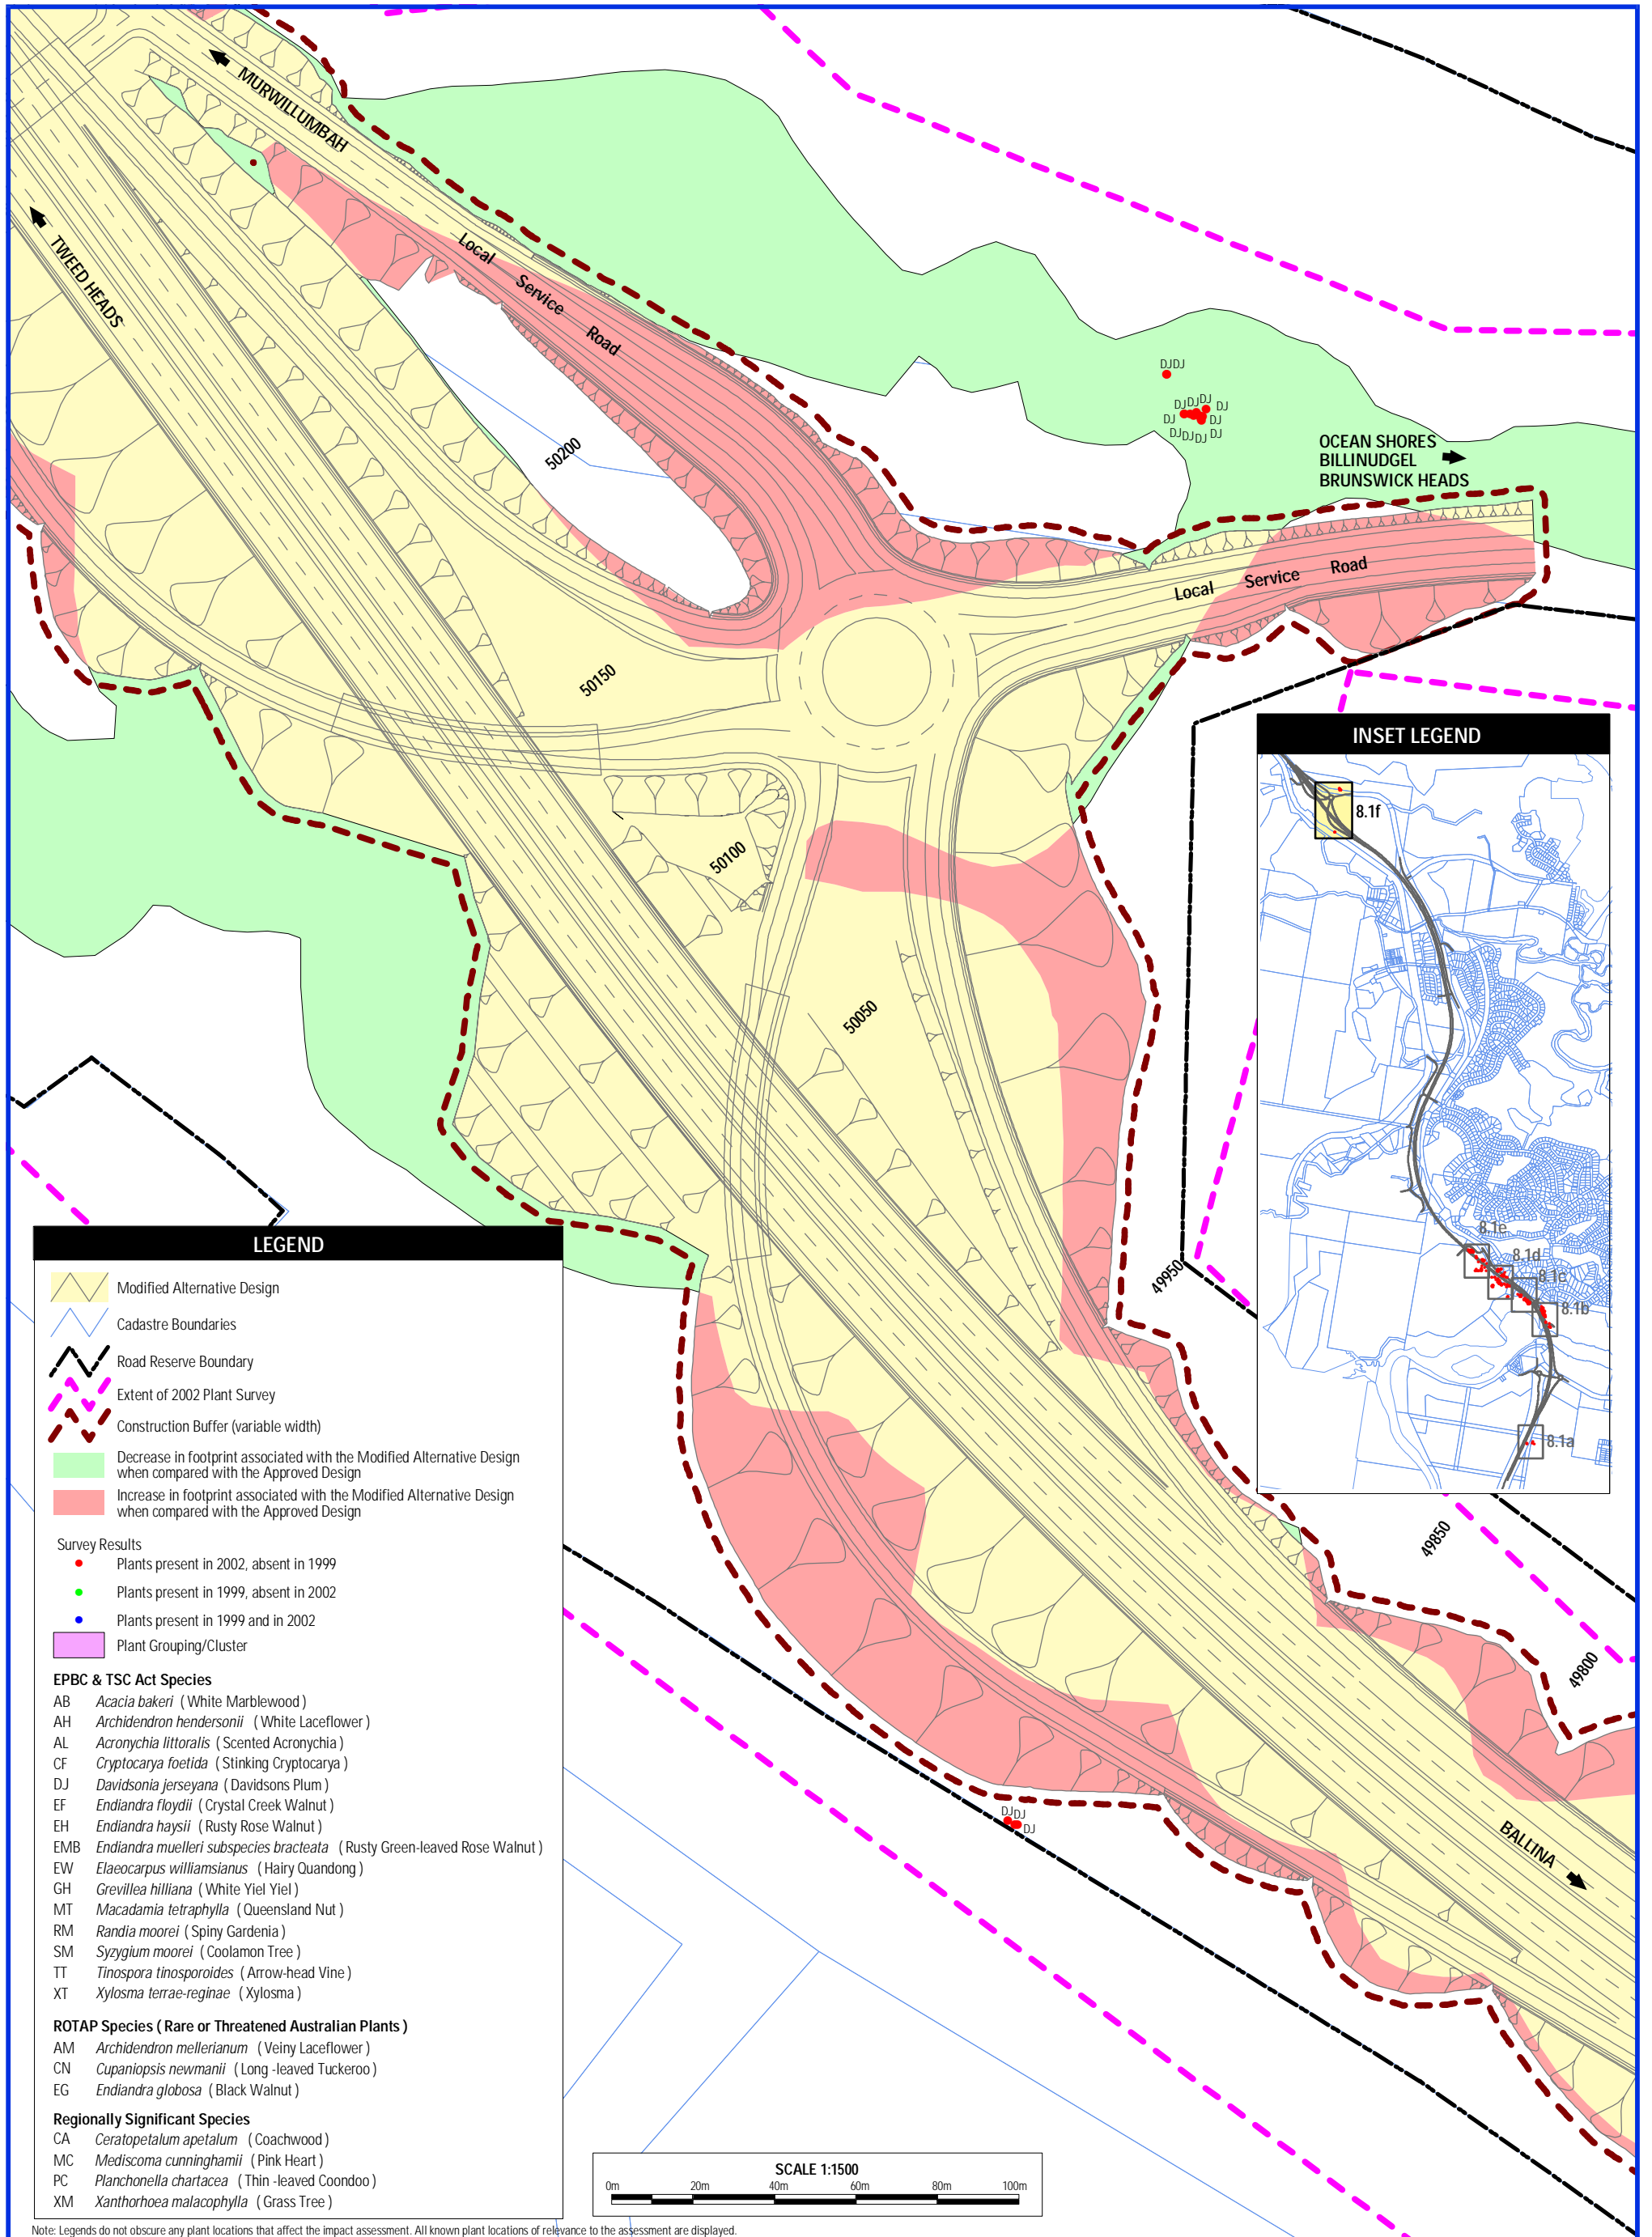 MURWILLUMBAH
TWEED HEADS
Local Service Road
50200
DJDJ
DJDJDJ DJ
DJ DJ
DJDJDJ DJ
OCEAN SHORES
BILLINUDGEL
BRUNSWICK HEADS
Local Service Road
50150
50100
50050
49950
49850
49800
INSET LEGEND
8.1f
8.1e
8.1d
8.1c
8.1b
8.1a
DJDJ
DJ
BALLINA
LEGEND
Modified Alternative Design
Cadastre Boundaries
Road Reserve Boundary
Extent of 2002 Plant Survey
Construction Buffer (variable width)
Decrease in footprint associated with the Modified Alternative Design
when compared with the Approved Design
Increase in footprint associated with the Modified Alternative Design
when compared with the Approved Design
Survey Results
Plants present in 2002, absent in 1999
Plants present in 1999, absent in 2002
Plants present in 1999 and in 2002
Plant Grouping/Cluster
EPBC & TSC Act Species
AB Acacia bakeri ( White Marblewood )
AH Archidendron hendersonii ( White Laceflower )
AL Acronychia littoralis ( Scented Acronychia )
CF Cryptocarya foetida ( Stinking Cryptocarya )
DJ Davidsonia jerseyana ( Davidsons Plum )
EF Endiandra floydii ( Crystal Creek Walnut )
EH Endiandra haysii ( Rusty Rose Walnut )
EMB Endiandra muelleri subspecies bracteata ( Rusty Green-leaved Rose Walnut )
EW Elaeocarpus williamsianus ( Hairy Quandong )
GH Grevillea hilliana ( White Yiel Yiel )
MT Macadamia tetraphylla ( Queensland Nut )
RM Randia moorei ( Spiny Gardenia )
SM Syzygium moorei ( Coolamon Tree )
TT Tinospora tinosporoides ( Arrow-head Vine )
XT Xylosma terrae-reginae ( Xylosma )
ROTAP Species ( Rare or Threatened Australian Plants )
AM Archidendron mellerianum ( Veiny Laceflower )
CN Cupaniopsis newmanii ( Long -leaved Tuckeroo )
EG Endiandra globosa ( Black Walnut )
Regionally Significant Species
CA Ceratopetalum apetalum ( Coachwood )
MC Mediscoma cunninghamii ( Pink Heart )
PC Planchonella chartacea ( Thin -leaved Coondoo )
XM Xanthorhoea malacophylla ( Grass Tree )
SCALE 1:1500
0m 20m 40m 60m 80m 100m
Note: Legends do not obscure any plant locations that affect the impact assessment. All known plant locations of relevance to the assessment are displayed.